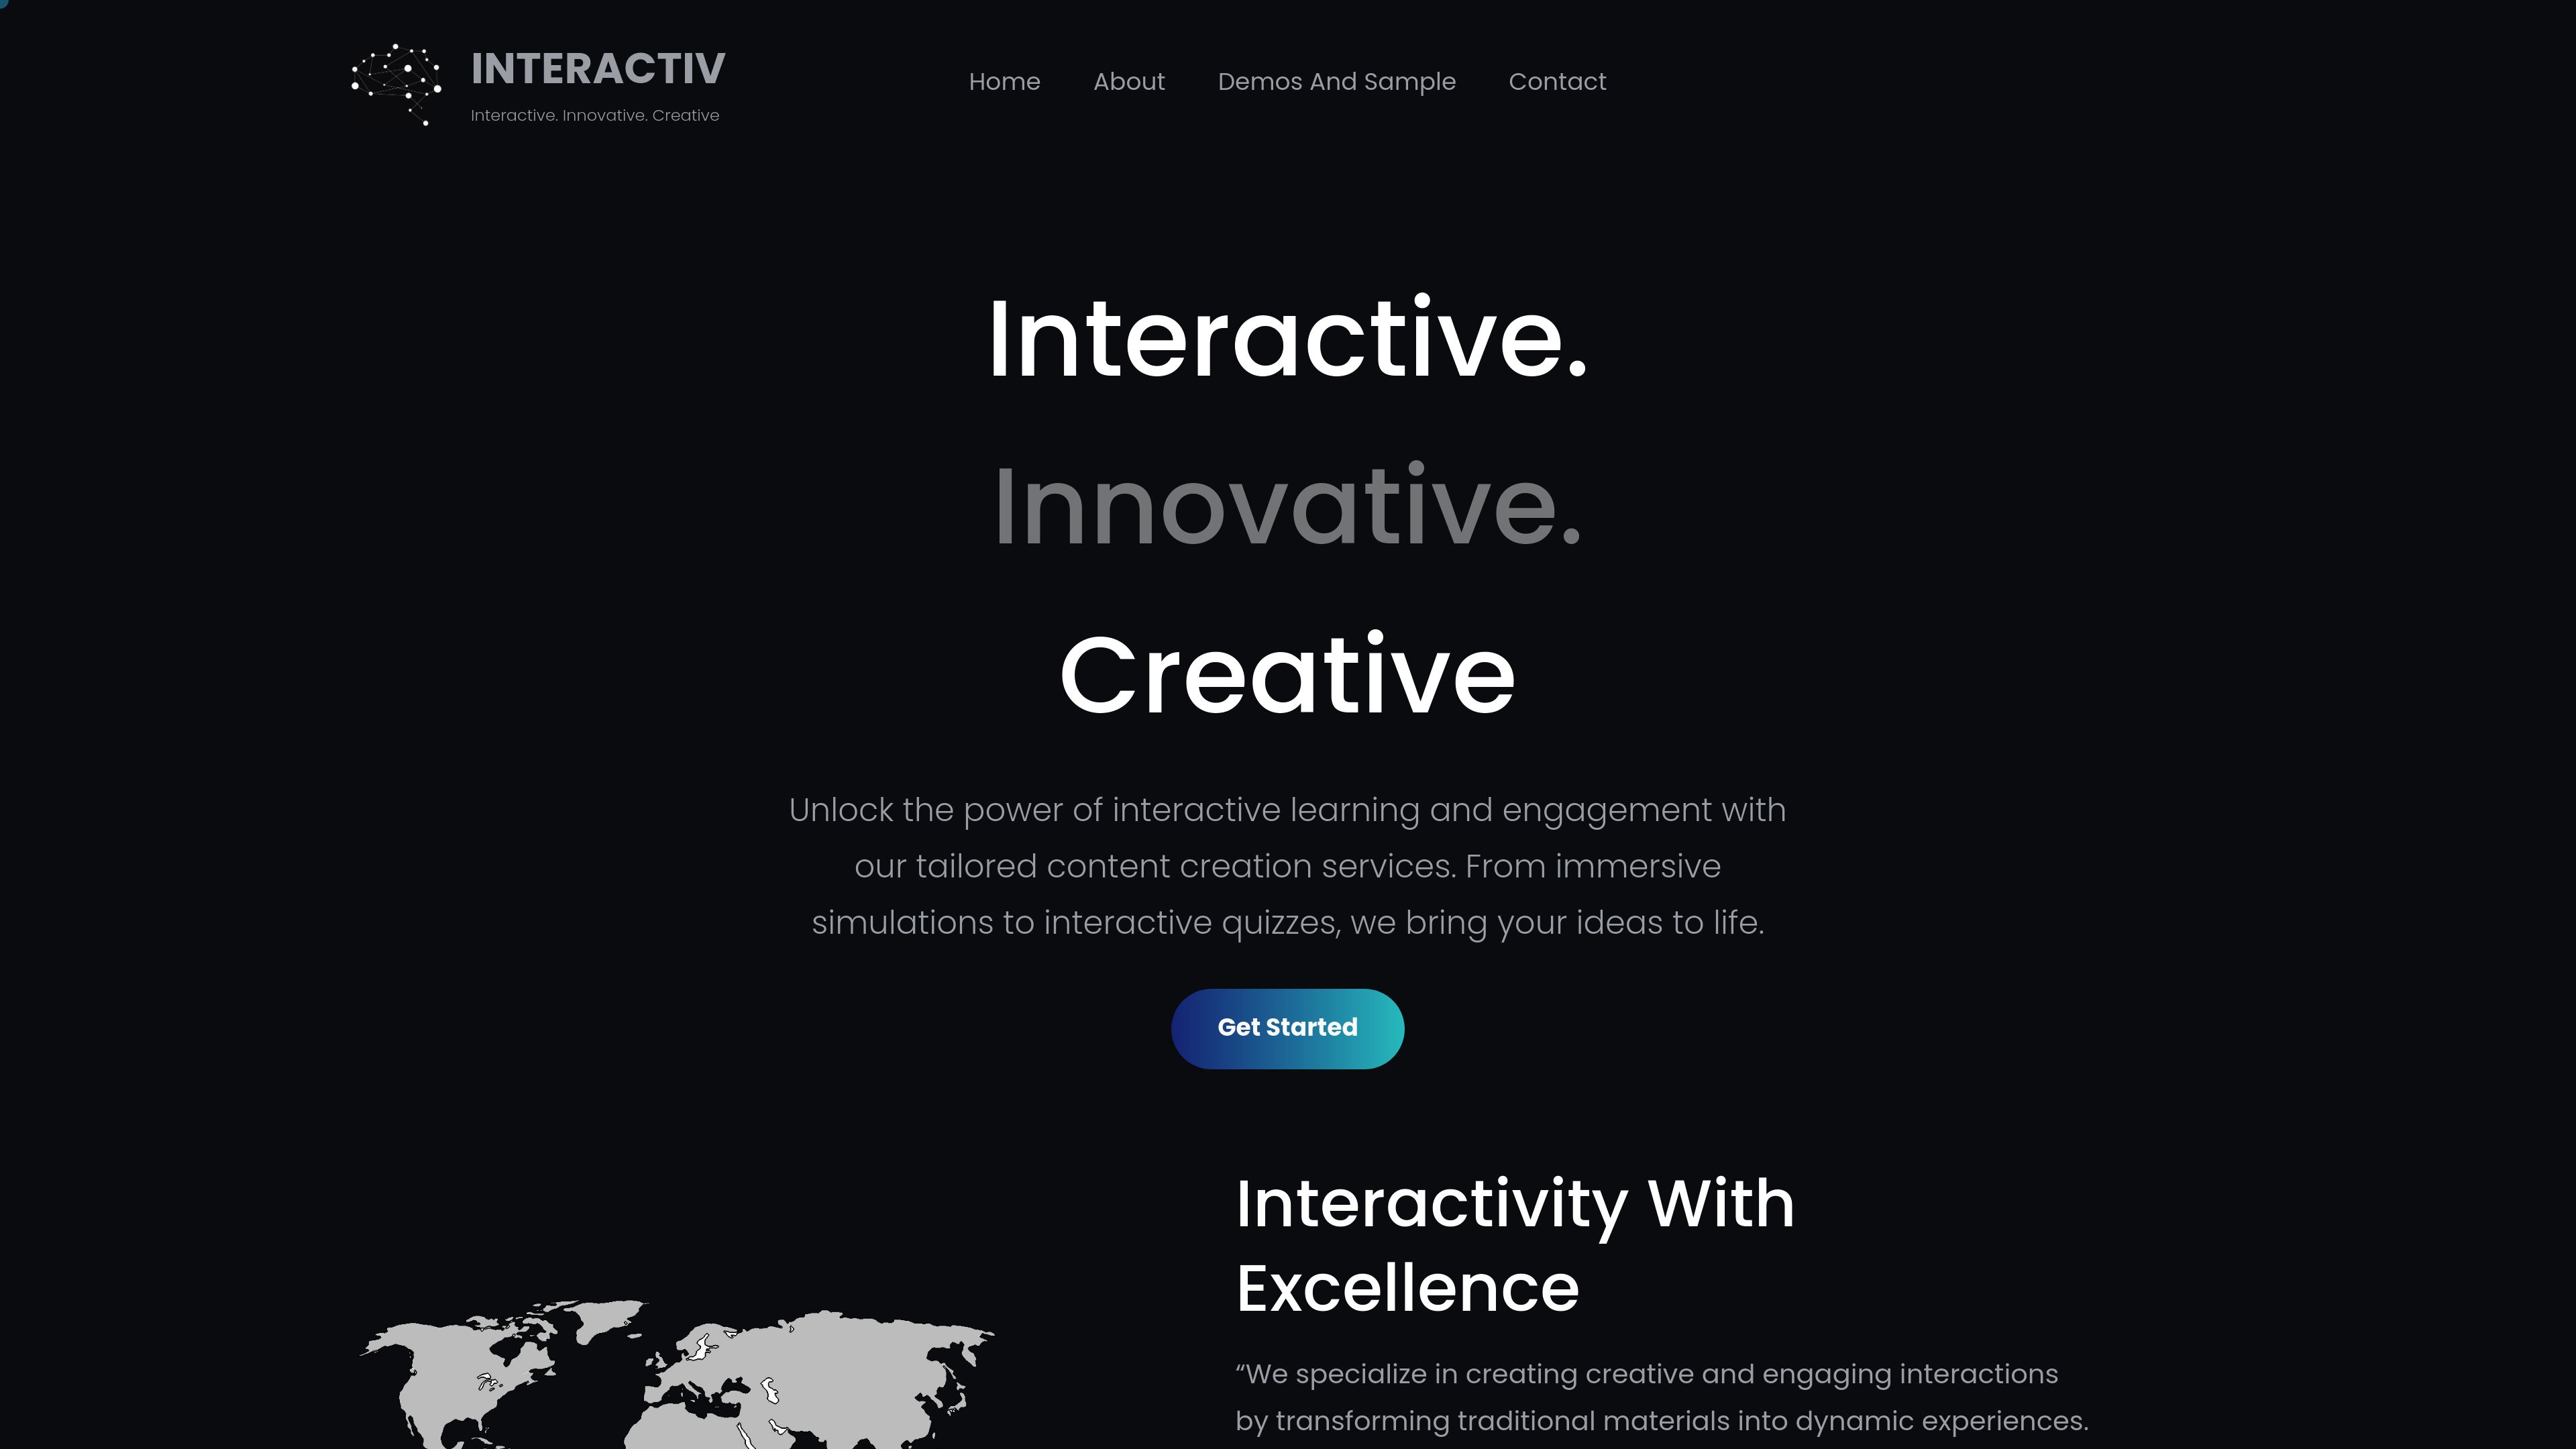 INTERACTIV
Interactive. Innovative. Creative
Home About Demos And Sample Contact
Interactive.
Innovative.
Creative
Unlock the power of interactive learning and engagement with
our tailored content creation services. From immersive
simulations to interactive quizzes, we bring your ideas to life.
Get Started
Interactivity With
Excellence
“We specialize in creating creative and engaging interactions
by transforming traditional materials into dynamic experiences.